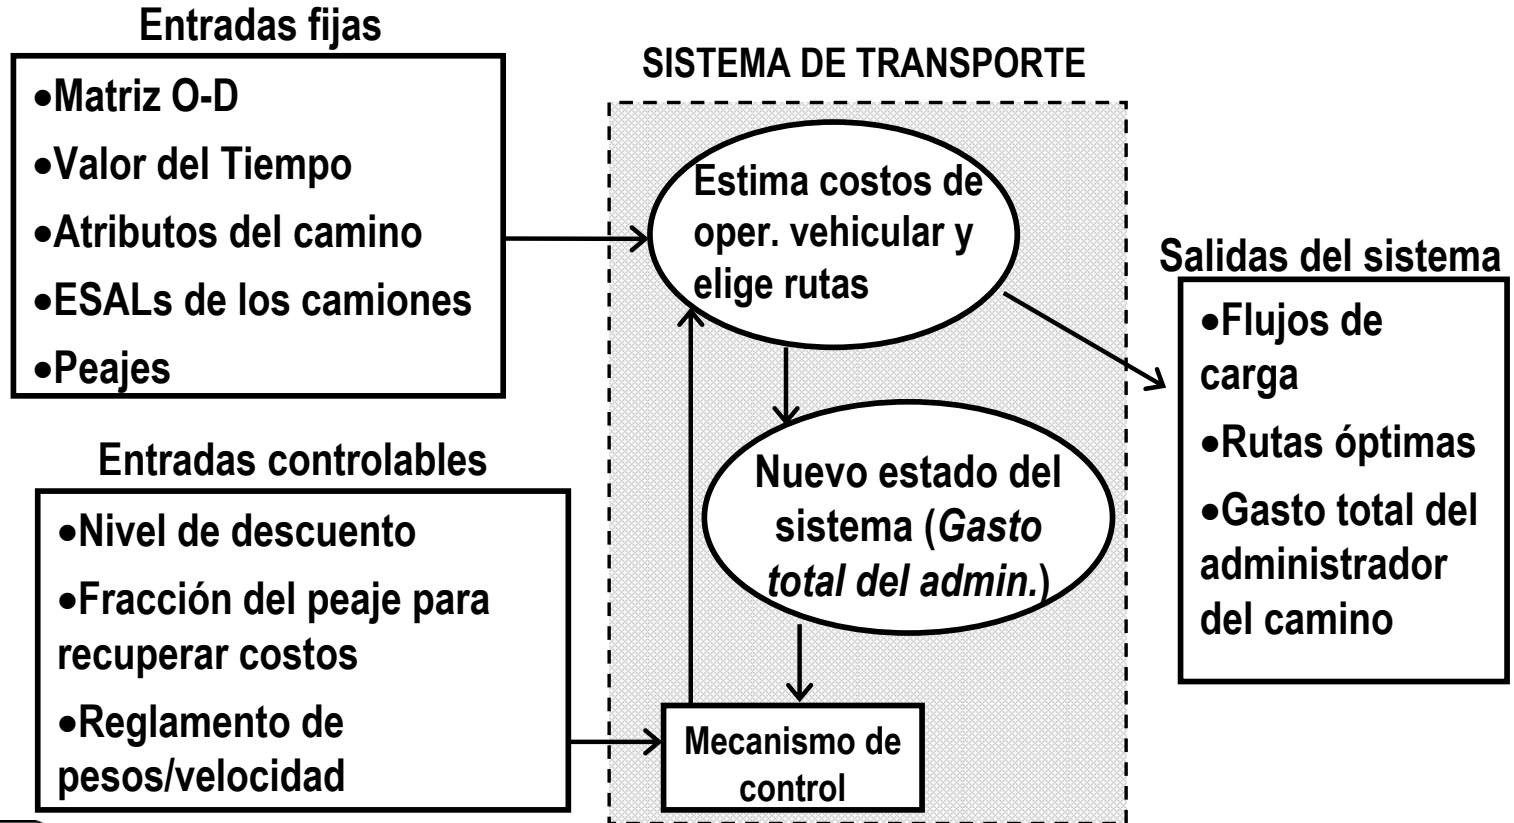 Entradas fijas
•Matriz O-D
•Valor del Tiempo
•Atributos del camino
•ESALs de los camiones
•Peajes
Entradas controlables
•Nivel de descuento
•Fracción del peaje para
recuperar costos
•Reglamento de
pesos/velocidad
SISTEMA DE TRANSPORTE
Estima costos de
oper. vehicular y
elige rutas
Nuevo estado del
sistema (Gasto
total del admin.)
Mecanismo de
control
Salidas del sistema
•Flujos de
carga
•Rutas óptimas
•Gasto total del
administrador
del camino